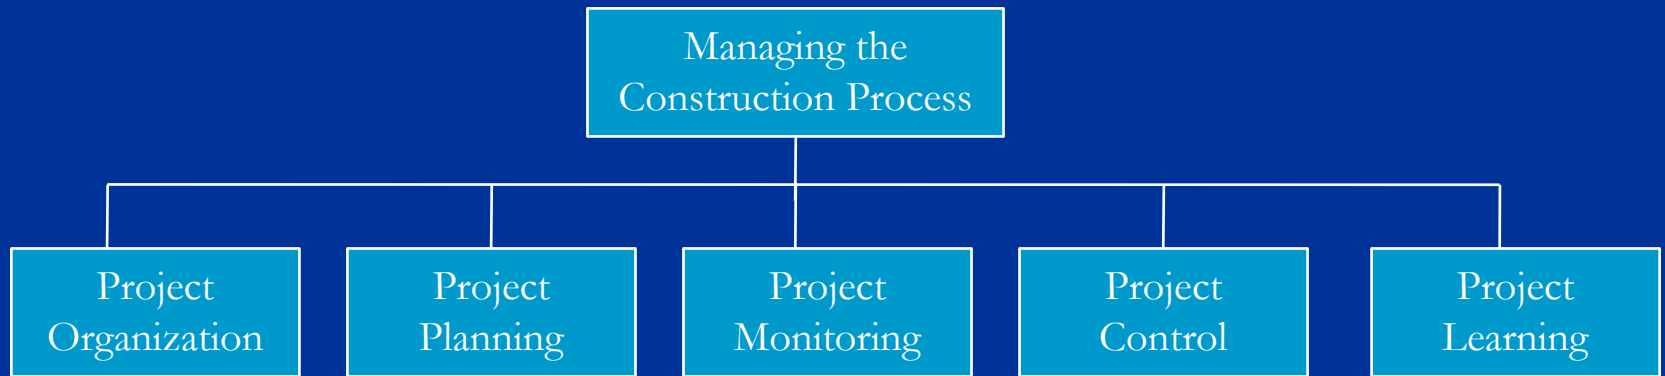 Managing the
Construction Process
Project
Organization
Project
Planning
Project
Monitoring
Project
Control
Project
Learning